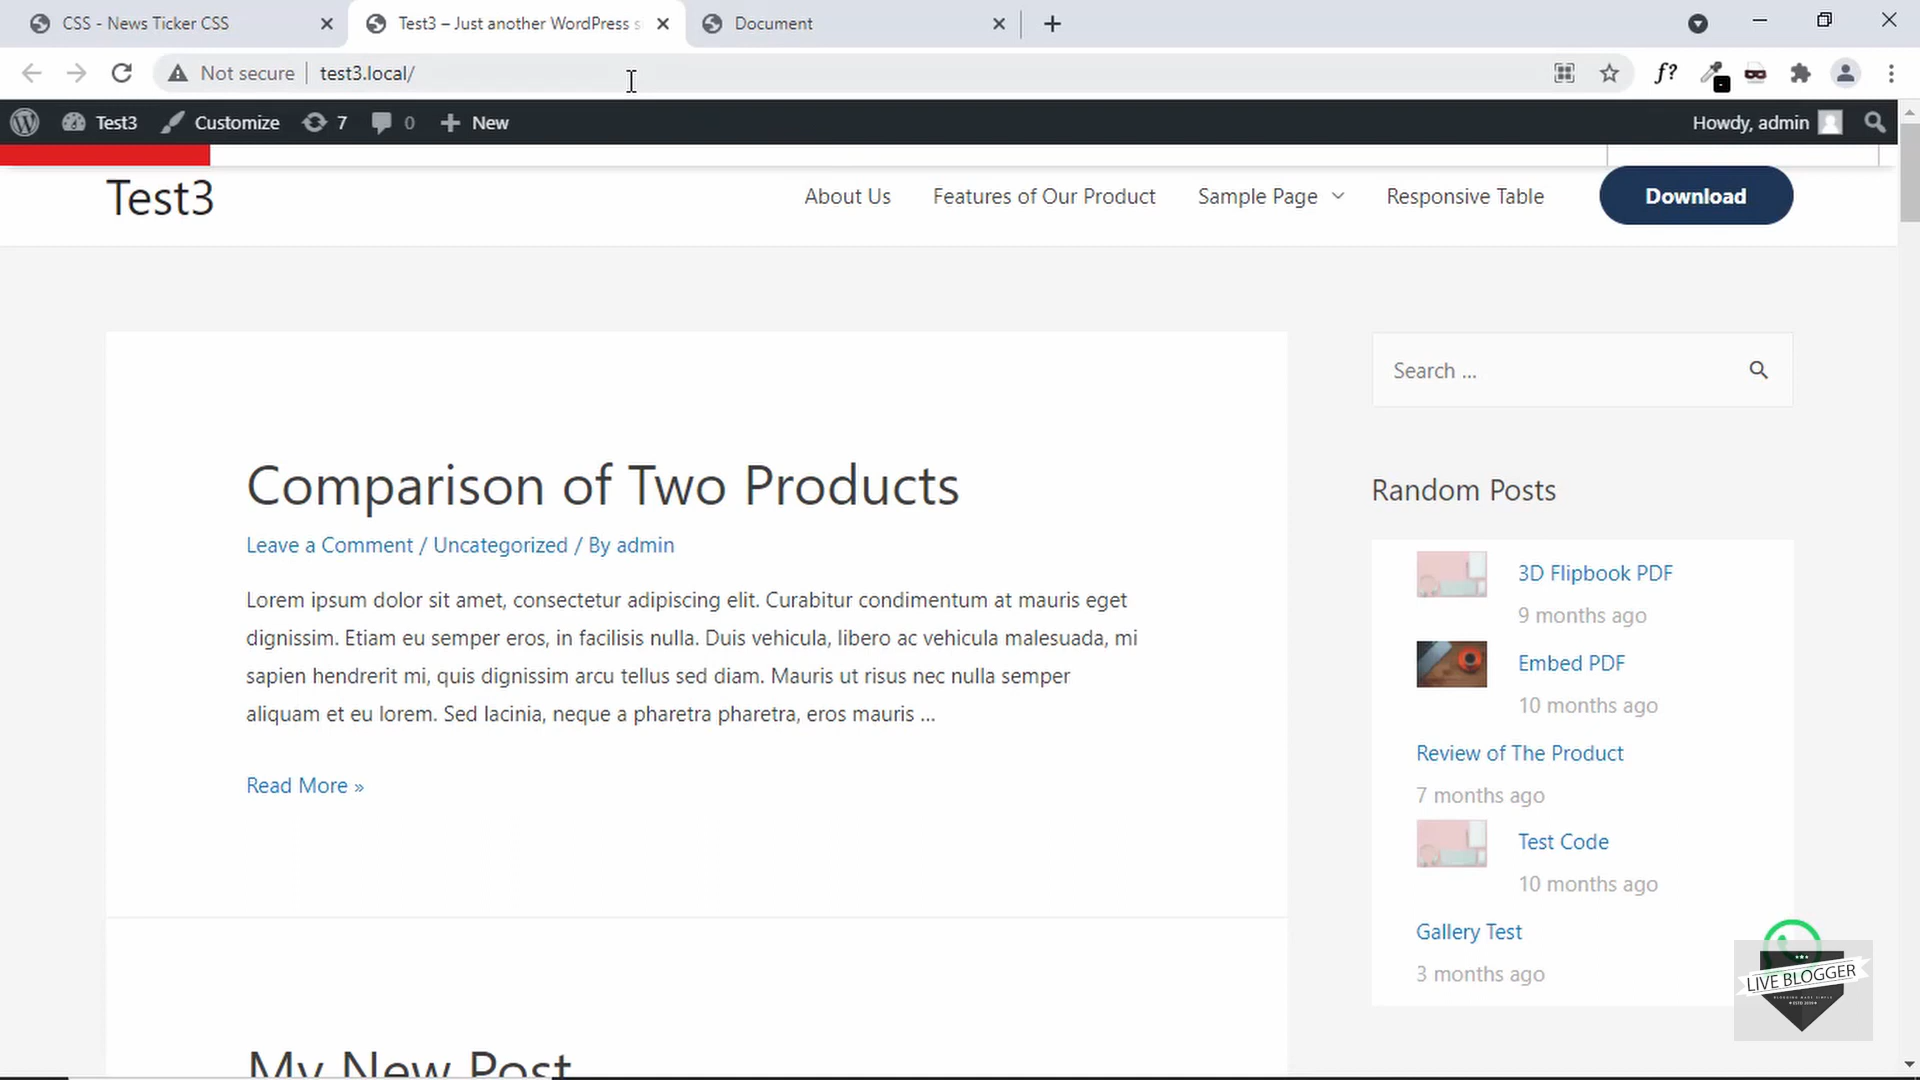 CSS - News Ticker CSS
Test3 – Just another WordPress s
Document
Not secure
test3.local/
f?
Test3
Customize
7
0
New
Howdy, admin
Test3
About Us
Features of Our Product
Sample Page
Responsive Table
Download
Comparison of Two Products
Leave a Comment / Uncategorized / By admin
Lorem ipsum dolor sit amet, consectetur adipiscing elit. Curabitur condimentum at mauris eget
dignissim. Etiam eu semper eros, in facilisis nulla. Duis vehicula, libero ac vehicula malesuada, mi
sapien hendrerit mi, quis dignissim arcu tellus sed diam. Mauris ut risus nec nulla semper
aliquam et eu lorem. Sed lacinia, neque a pharetra pharetra, eros mauris ...
Read More »
My New Post
Search ...
Random Posts
3D Flipbook PDF
9 months ago
Embed PDF
10 months ago
Review of The Product
7 months ago
Test Code
10 months ago
Gallery Test
3 months ago
LIVE BLOGGER